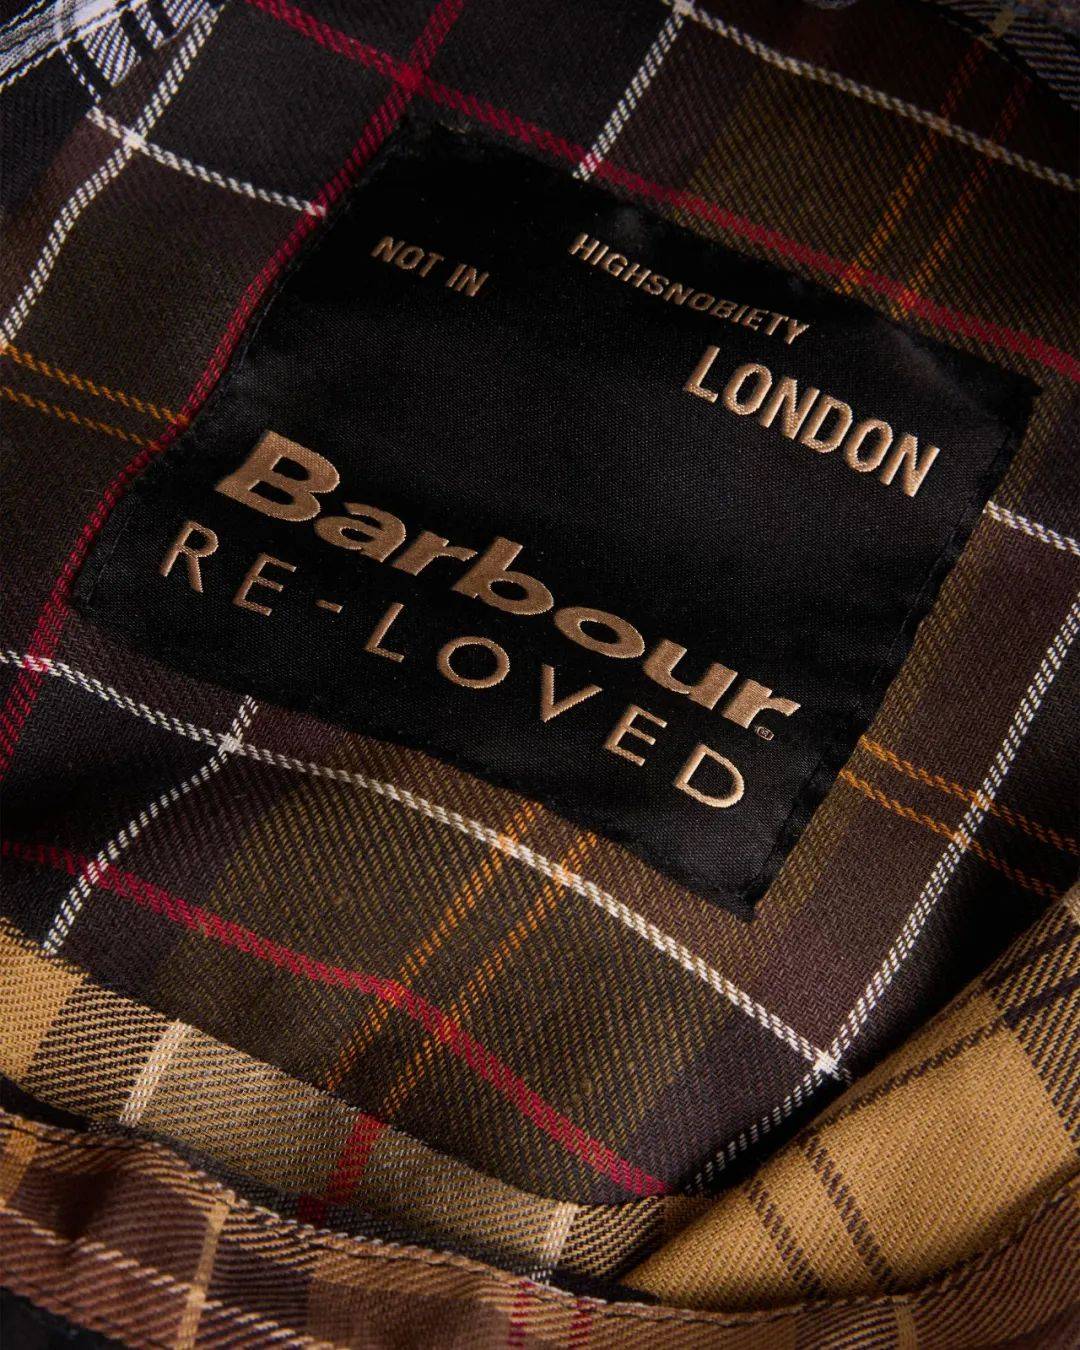 NOT IN
HIGHSNOBIETY
LONDON
Barbour®
RE-LOVED